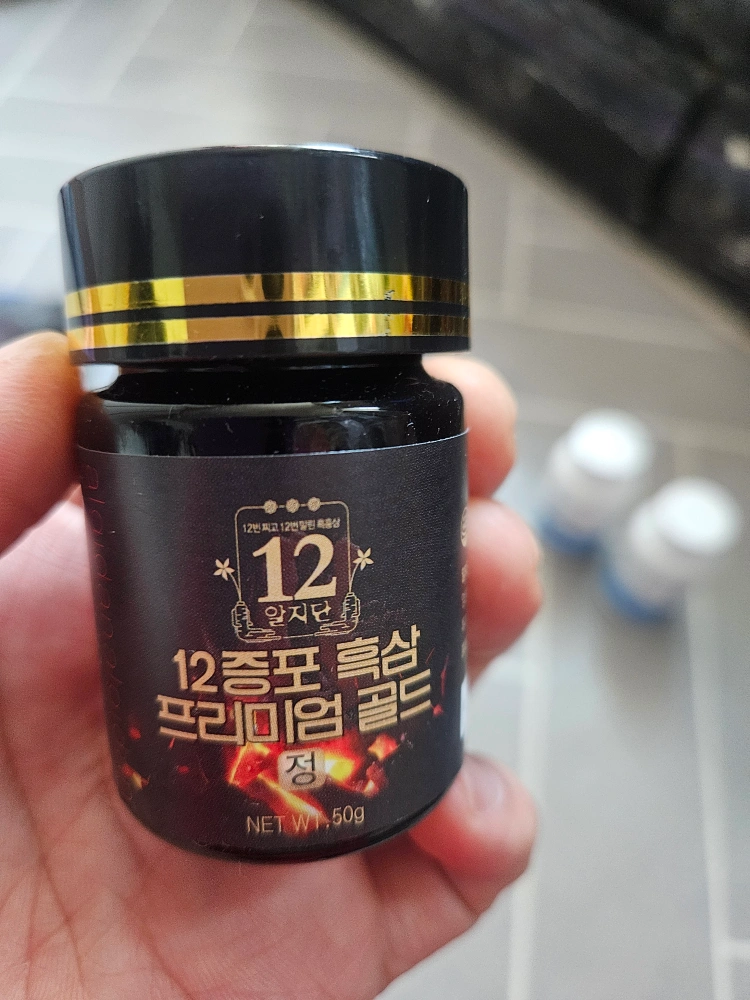 12번 찌고 12번 말린 흑홍삼
12
알지단
12증포 흑삼
프리미엄 골드
정
NET WT.50g